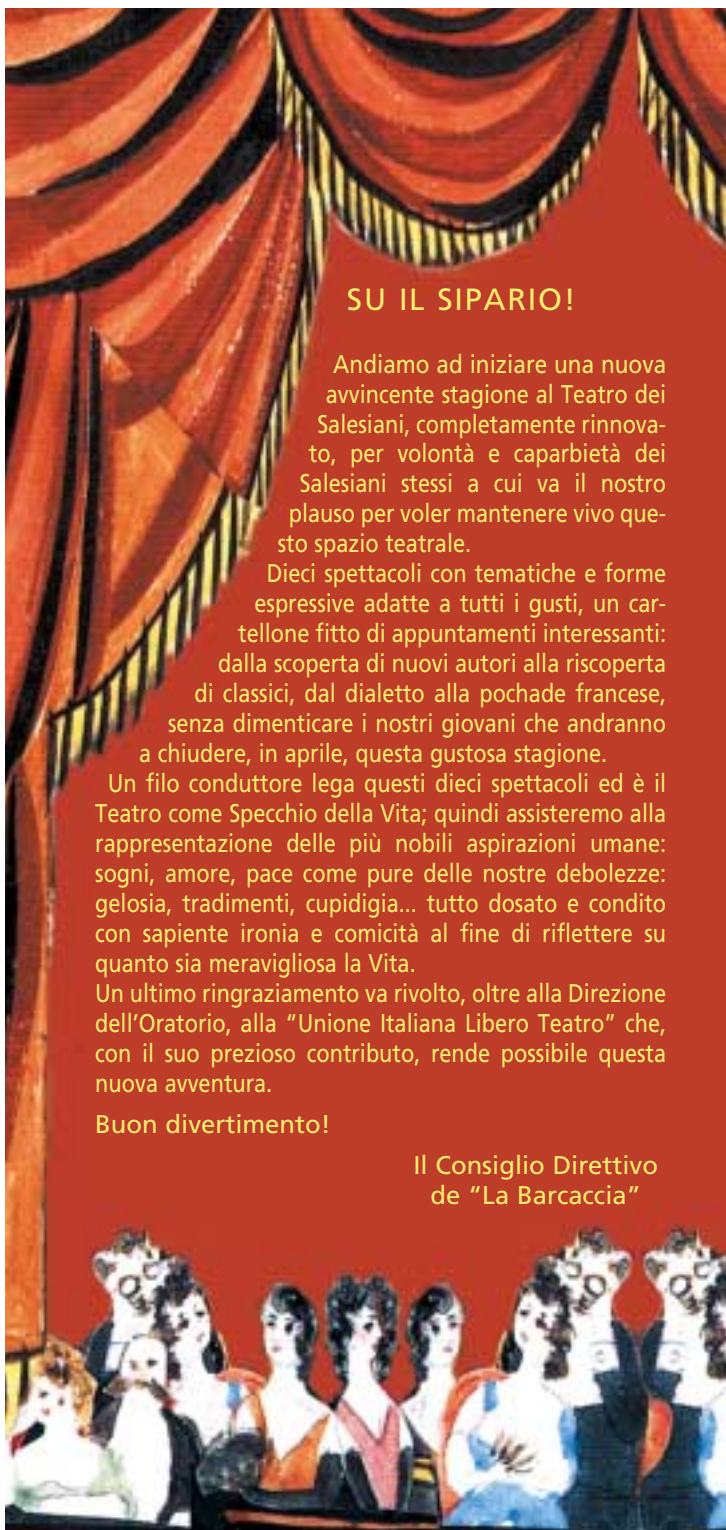 SU IL SIPARIO!
Andiamo ad iniziare una nuova
avvincente stagione al Teatro dei
Salesiani, completamente rinnova-
to, per volontà e caparbietà dei
Salesiani stessi a cui va il nostro
plauso per voler mantenere vivo que-
sto spazio teatrale.
Dieci spettacoli con tematiche e forme
espressive adatte a tutti i gusti, un car-
tellone fitto di appuntamenti interessanti:
dalla scoperta di nuovi autori alla riscoperta
di classici, dal dialetto alla pochade francese,
senza dimenticare i nostri giovani che andranno
a chiudere, in aprile, questa gustosa stagione.
Un filo conduttore lega questi dieci spettacoli ed è il
Teatro come Specchio della Vita; quindi assisteremo alla
rappresentazione delle più nobili aspirazioni umane:
sogni, amore, pace come pure delle nostre debolezze:
gelosia, tradimenti, cupidigia... tutto dosato e condito
con sapiente ironia e comicità al fine di riflettere su
quanto sia meravigliosa la Vita.
Un ultimo ringraziamento va rivolto, oltre alla Direzione
dell’Oratorio, alla “Unione Italiana Libero Teatro” che,
con il suo prezioso contributo, rende possibile questa
nuova avventura.
Buon divertimento!
Il Consiglio Direttivo
de “La Barcaccia”